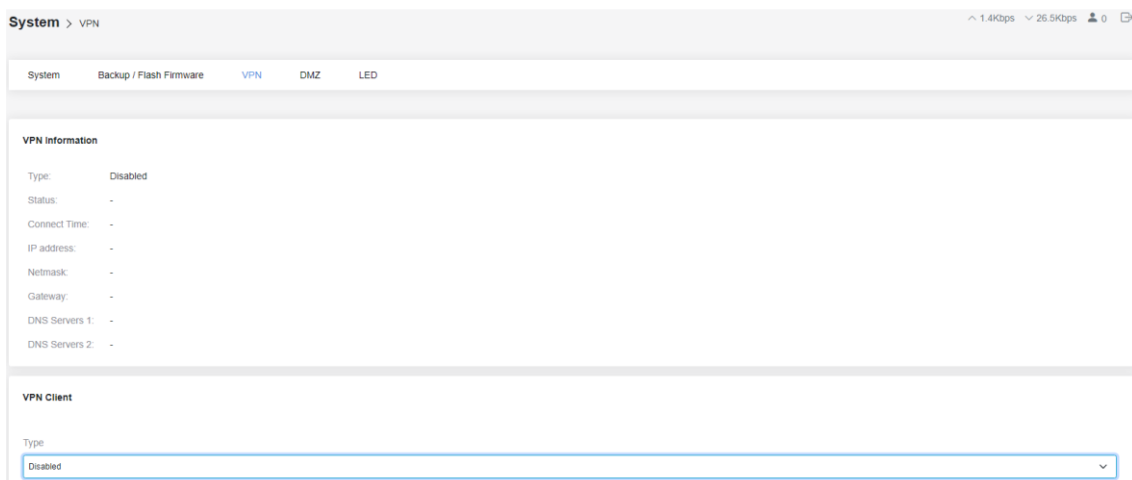 System > VPN
1.4Kbps 26.5Kbps 0
System Backup / Flash Firmware VPN DMZ LED
VPN Information
Type: Disabled
Status: -
Connect Time: -
IP address: -
Netmask: -
Gateway: -
DNS Servers 1: -
DNS Servers 2: -
VPN Client
Type
Disabled